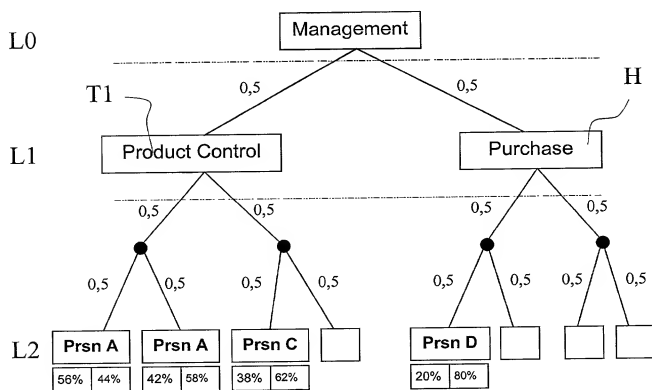 L0
Management
0,5 0,5
T1 H
L1 Product Control Purchase
0,5 0,5 0,5 0,5
0,5 0,5 0,5 0,5 0,5 0,5 0,5 0,5
L2 Prsn A Prsn A Prsn C Prsn D
56% 44% 42% 58% 38% 62% 20% 80%